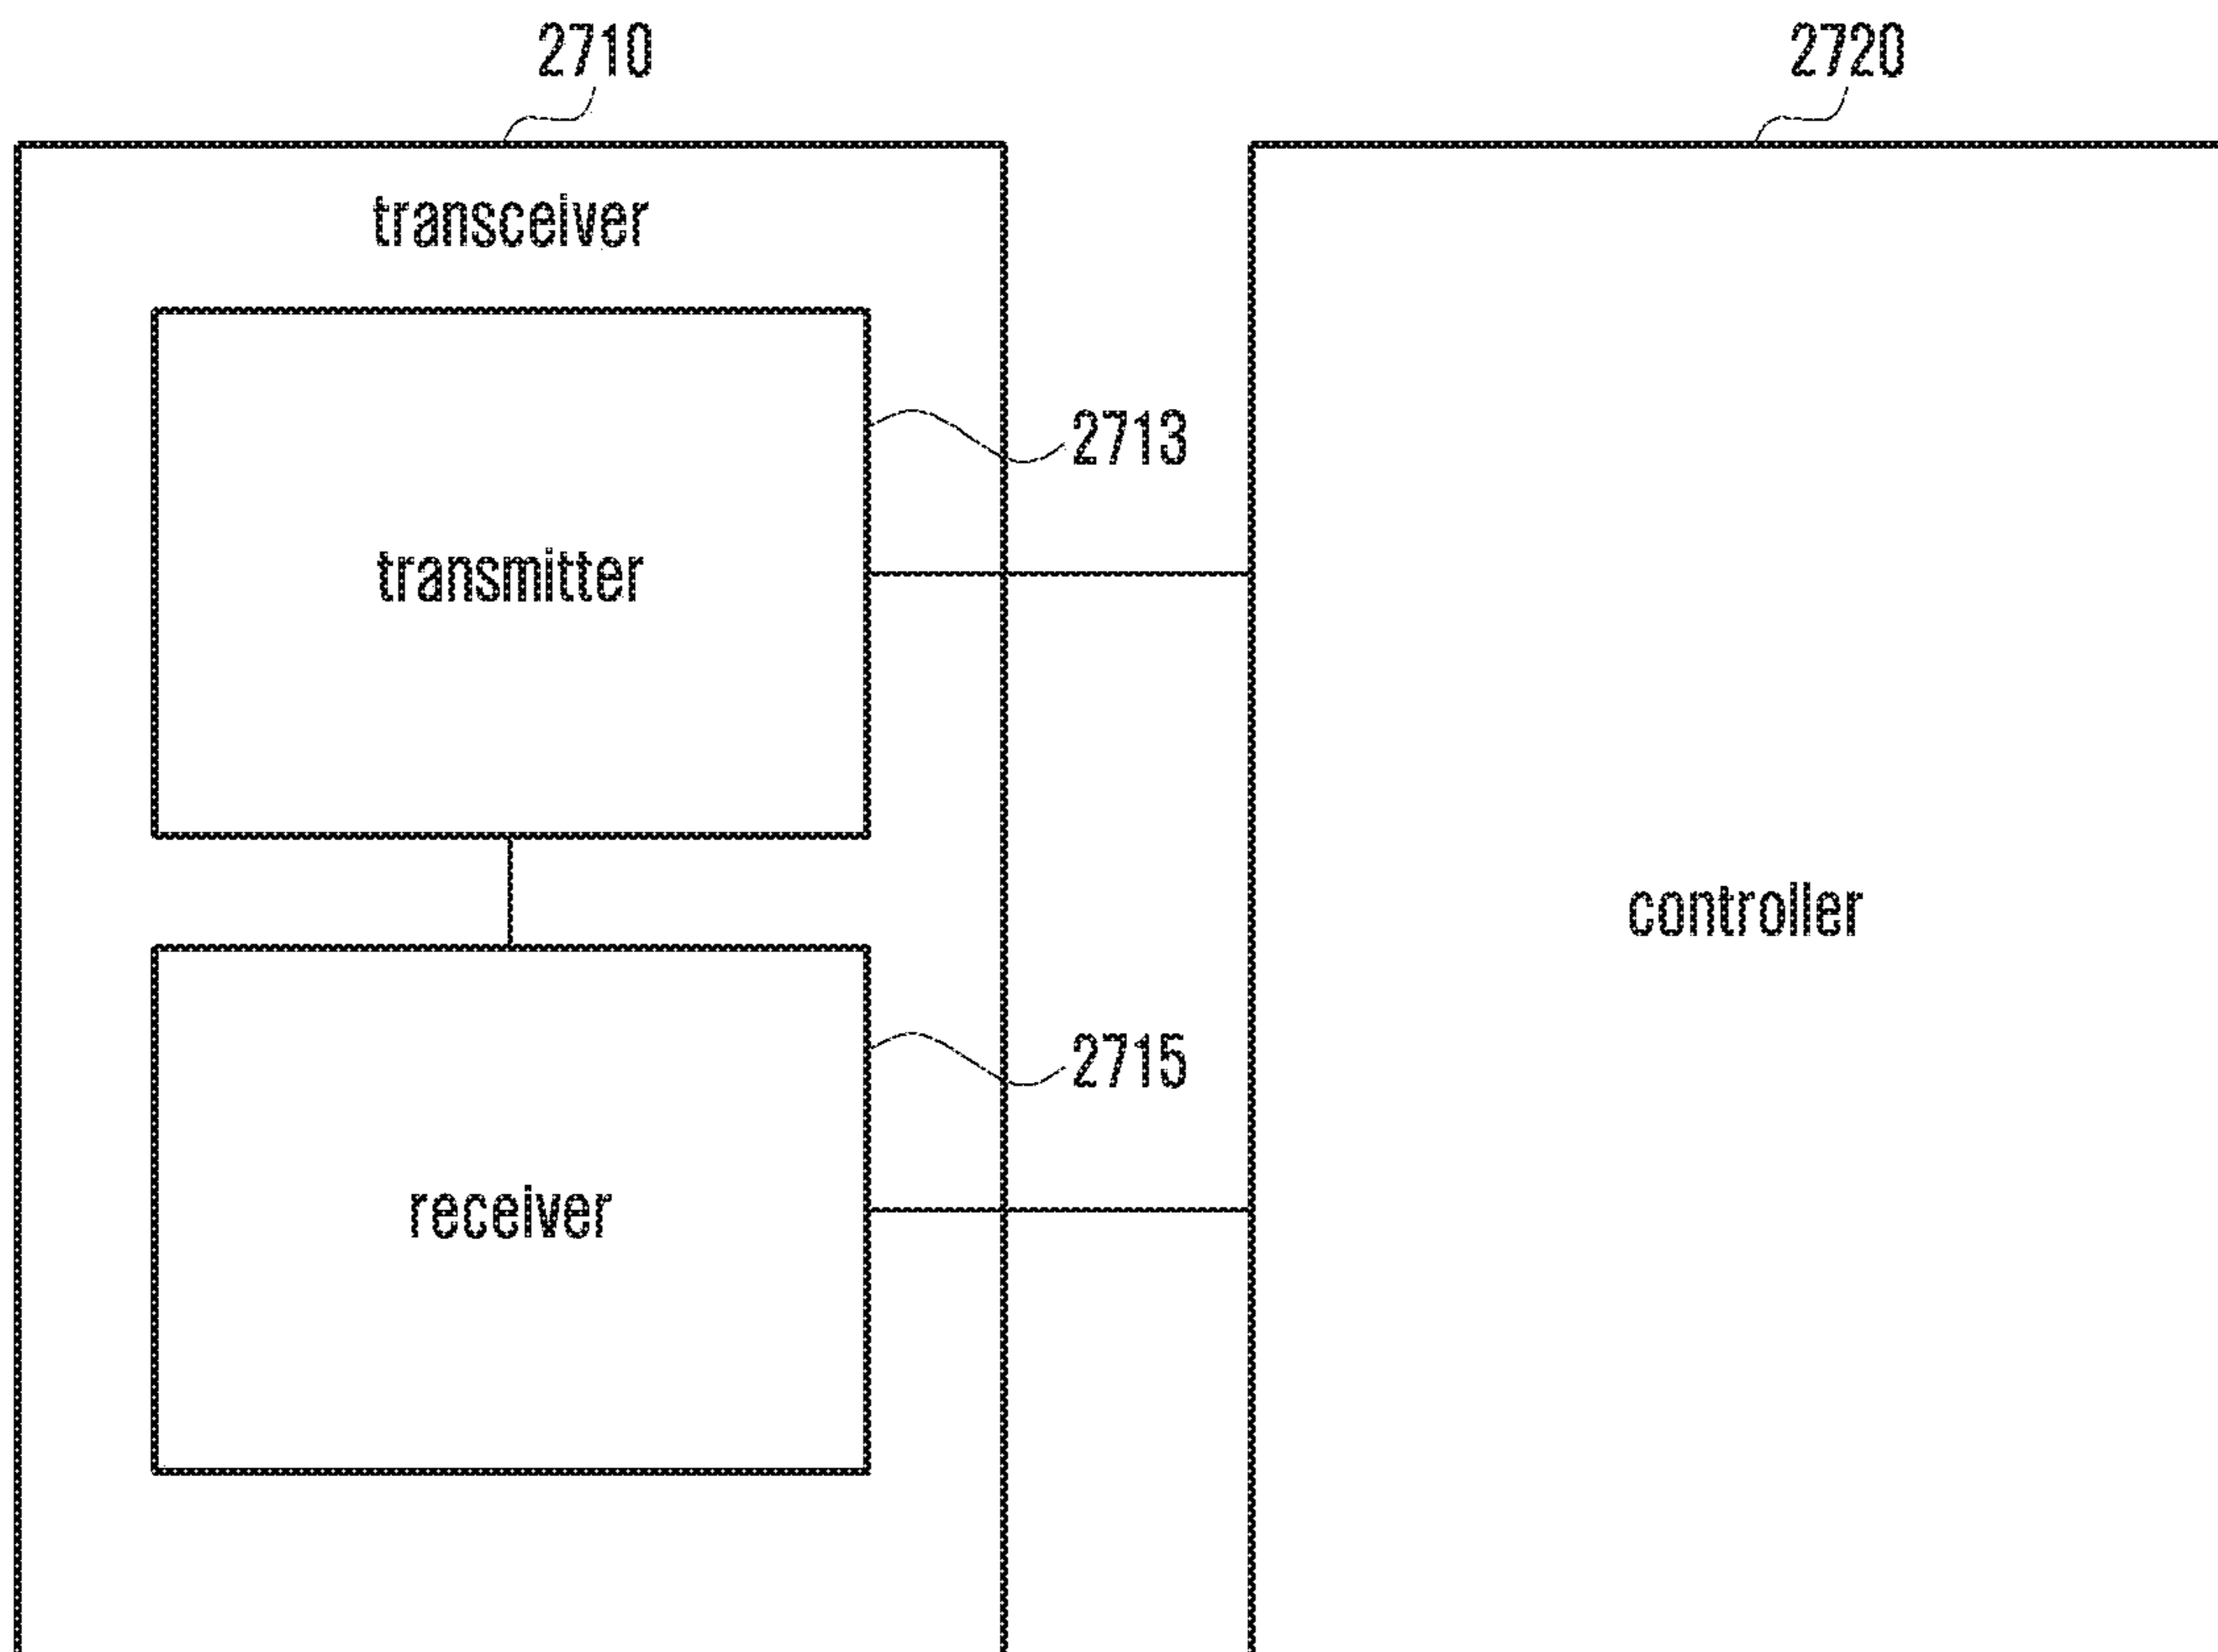 2710
2720
transceiver
2713
transmitter
controller
2715
receiver